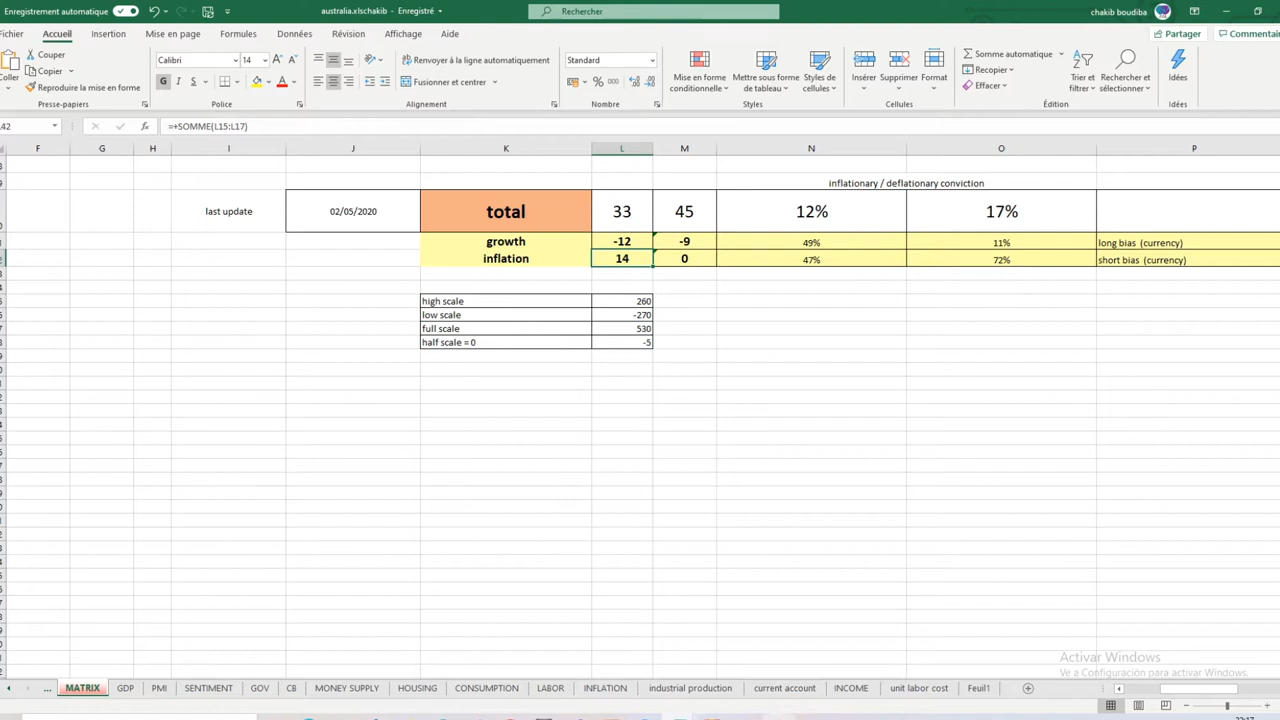 Enregistrement automatique
australia.xlschakib - Enregistré
Rechercher
chakib boudiba
Fichier Accueil Insertion Mise en page Formules Données Révision Affichage Aide
Partager
Commentaires
Coller
Couper
Copier
Reproduire la mise en forme
Presse-papiers
Calibri 14
G I S
Police
Renvoyer à la ligne automatiquement
Fusionner et centrer
Alignement
Standard
Nombre
Mise en forme conditionnelle
Mettre sous forme de tableau
Styles de cellules
Styles
Insérer
Supprimer
Format
Cellules
Somme automatique
Recopier
Effacer
Trier et filtrer
Rechercher et sélectionner
Édition
Idées
Idées
L42
=+SOMME(L15:L17)
F G H I J K L M N O P
inflationary / deflationary conviction
last update 02/05/2020 total 33 45 12% 17%
growth -12 -9 49% 11% long bias (currency)
inflation 14 0 47% 72% short bias (currency)
high scale 260
low scale -270
full scale 530
half scale = 0 -5
Activar Windows
Ve a Configuración para activar Windows.
... MATRIX GDP PMI SENTIMENT GOV CB MONEY SUPPLY HOUSING CONSUMPTION LABOR INFLATION industrial production current account INCOME unit labor cost Feuil1